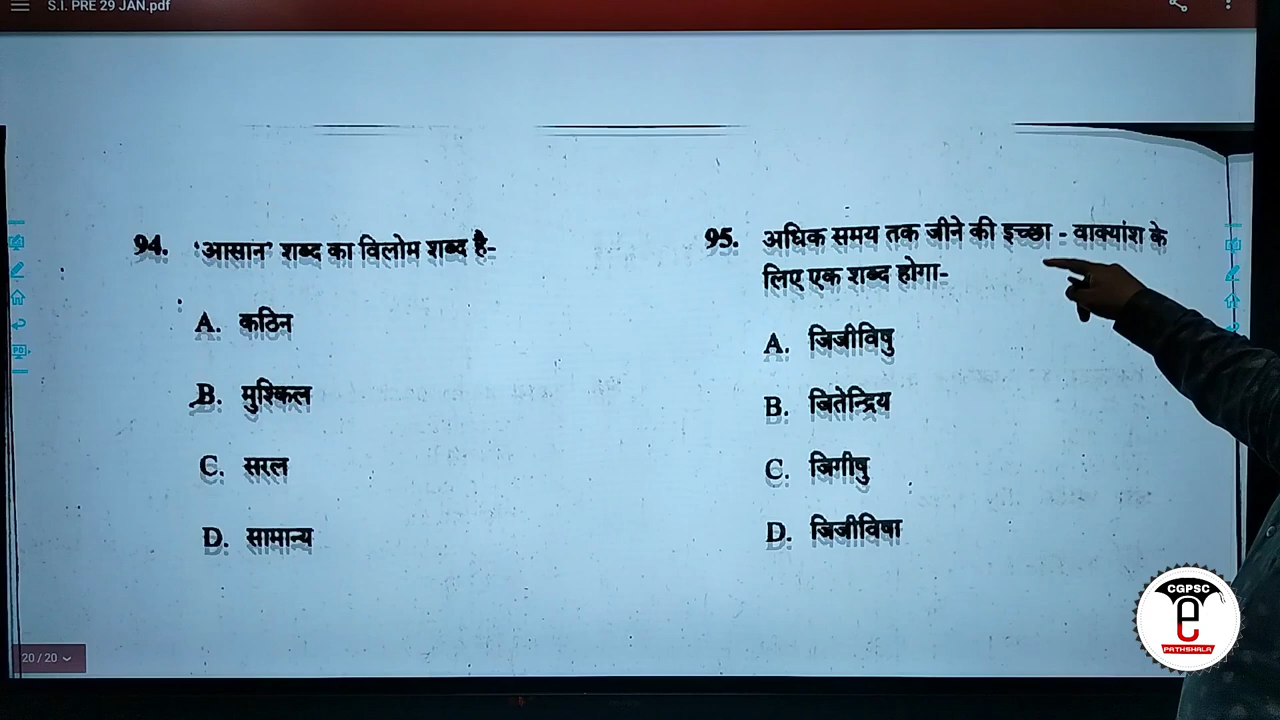 S.I. PRE 29 JAN.pdf
94. 'आसान' शब्द का विलोम शब्द है-
A. कठिन
B. मुश्किल
C. सरल
D. सामान्य
95. अधिक समय तक जीने की इच्छा - वाक्यांश के
लिए एक शब्द होगा-
A. जिजीविषु
B. जितेन्द्रिय
C. जिगीषु
D. जिजीविषा
20 / 20
CGPSC
e
PATHSHALA